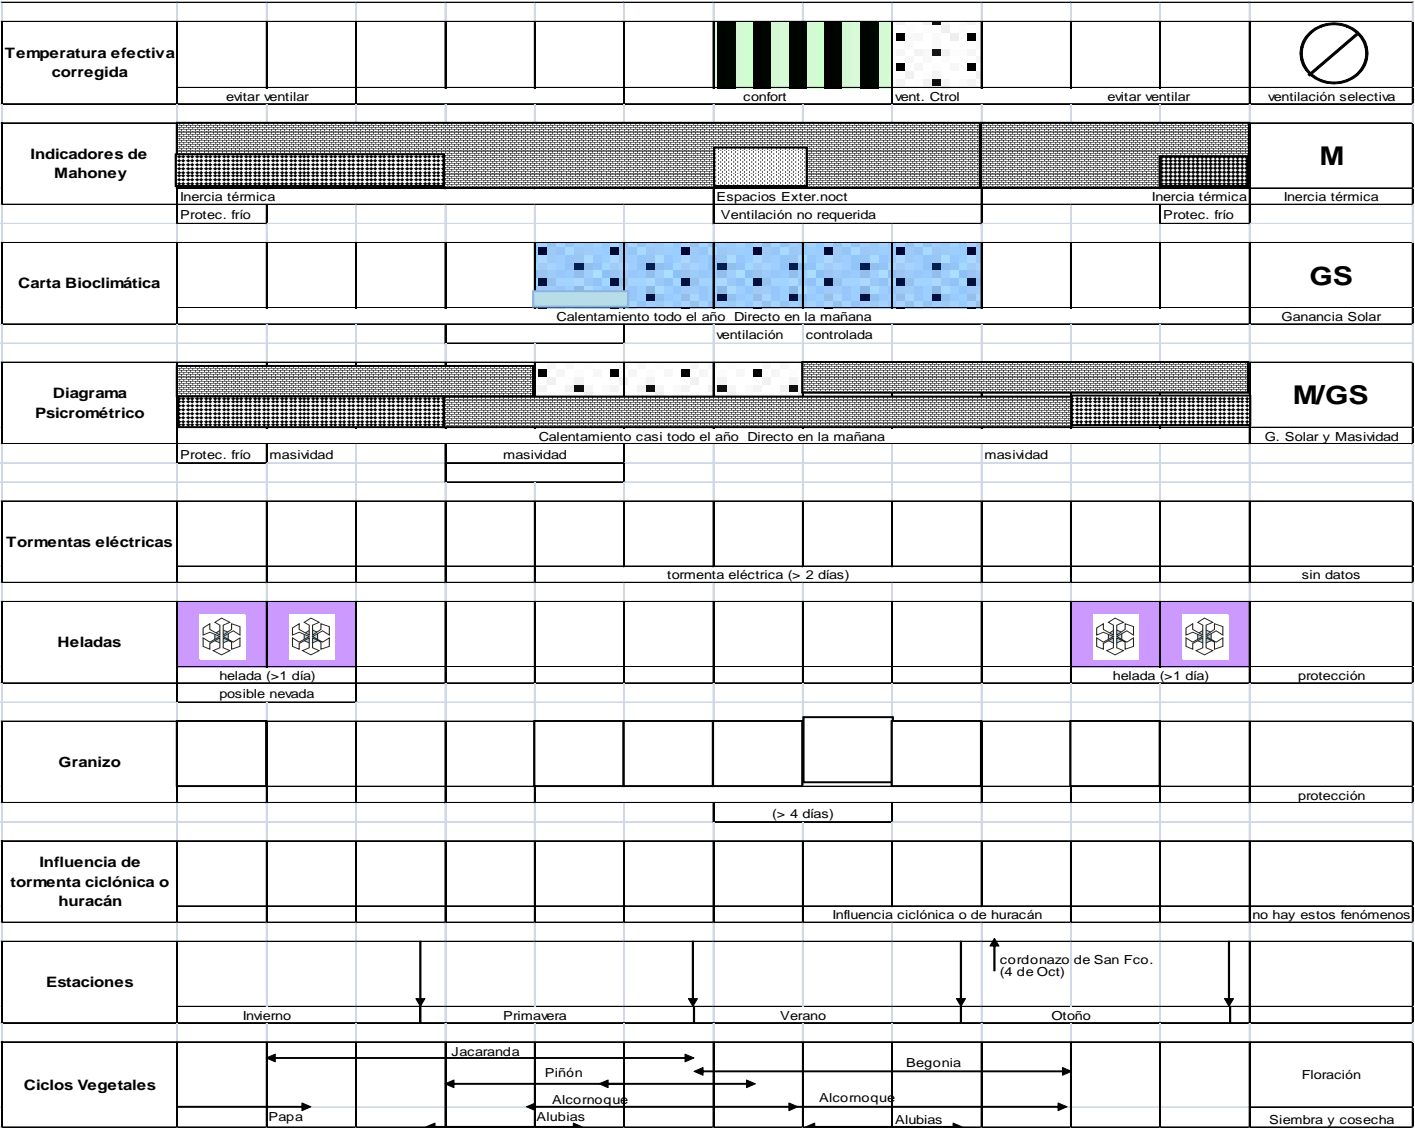 Temperatura efectiva
corregida
evitar ventilar
confort
vent. Ctrol
evitar ventilar
ventilación selectiva
Indicadores de
Mahoney
M
Inercia térmica
Espacios Exter.noct
Inercia térmica
Inercia térmica
Protec. frío
Ventilación no requerida
Protec. frío
Carta Bioclimática
GS
Calentamiento todo el año Directo en la mañana
Ganancia Solar
ventilación
controlada
Diagrama
Psicrométrico
M/GS
Calentamiento casi todo el año Directo en la mañana
G. Solar y Masividad
Protec. frío
masividad
masividad
masividad
Tormentas eléctricas
tormenta eléctrica (> 2 días)
sin datos
Heladas
helada (>1 día)
helada (>1 día)
protección
posible nevada
Granizo
protección
(> 4 días)
Influencia de
tormenta ciclónica o
huracán
Influencia ciclónica o de huracán
no hay estos fenómenos
Estaciones
cordonazo de San Fco.
(4 de Oct)
Invierno
Primavera
Verano
Otoño
Ciclos Vegetales
Jacaranda
Begonia
Piñón
Floración
Alcornoque
Alcornoque
Papa
Alubias
Alubias
Siembra y cosecha